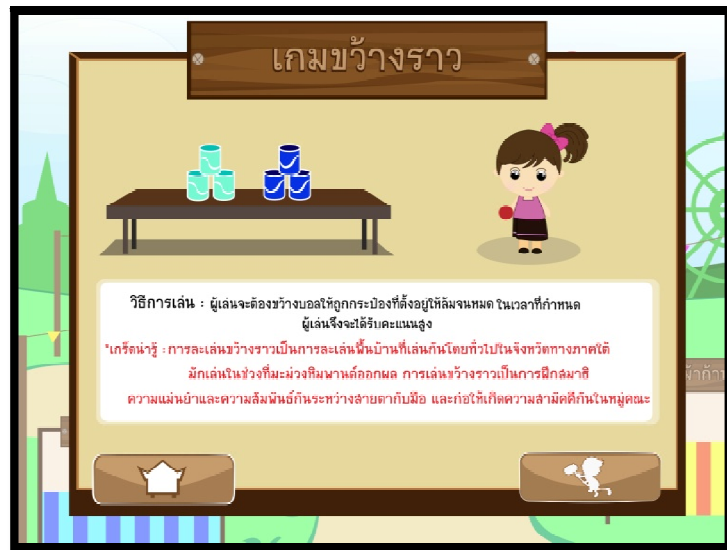 เกมขว้างราว
วิธีการเล่น : ผู้เล่นจะต้องขว้างบอลให้ถูกกระป๋องที่ตั้งอยู่ให้ล้มจนหมด ในเวลาที่กำหนด
ผู้เล่นจึงจะได้รับคะแนนสูง
*เกร็ดน่ารู้ : การละเล่นขว้างราวเป็นการละเล่นพื้นบ้านที่เล่นกันโดยทั่วไปในจังหวัดทางภาคใต้
มักเล่นในช่วงที่มะม่วงหิมพานต์ออกผล การเล่นขว้างราวเป็นการฝึกสมาธิ
ความแม่นยำและความสัมพันธ์กันระหว่างสายตากับมือ และก่อให้เกิดความสามัคคีกันในหมู่คณะ